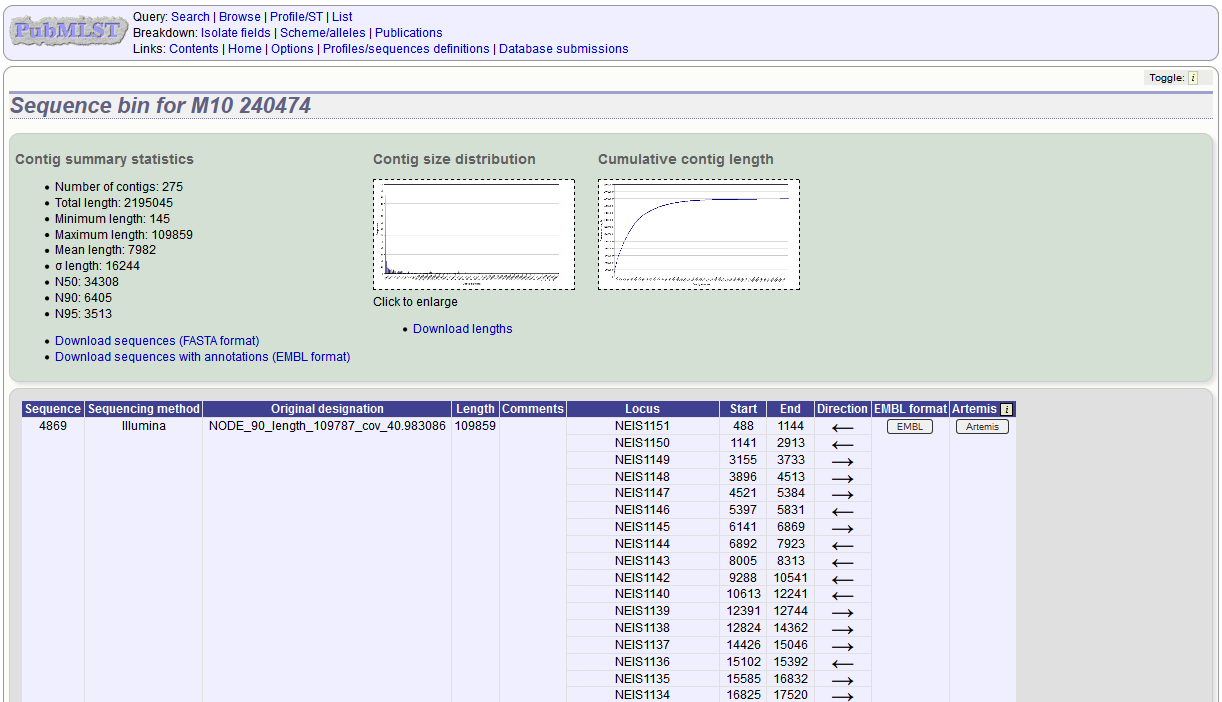 PubMLST
Query: Search | Browse | Profile/ST | List
Breakdown: Isolate fields | Scheme/alleles | Publications
Links: Contents | Home | Options | Profiles/sequences definitions | Database submissions
Toggle: i
Sequence bin for M10 240474
Contig summary statistics
• Number of contigs: 275
• Total length: 2195045
• Minimum length: 145
• Maximum length: 109859
• Mean length: 7982
• σ length: 16244
• N50: 34308
• N90: 6405
• N95: 3513
• Download sequences (FASTA format)
• Download sequences with annotations (EMBL format)
Contig size distribution
Click to enlarge
• Download lengths
Cumulative contig length
Sequence Sequencing method Original designation Length Comments Locus Start End Direction EMBL format Artemis i
4869 Illumina NODE_90_length_109787_cov_40.983086 109859 NEIS1151 488 1144 ← EMBL Artemis
NEIS1150 1141 2913 ←
NEIS1149 3155 3733 →
NEIS1148 3896 4513 →
NEIS1147 4521 5384 →
NEIS1146 5397 5831 ←
NEIS1145 6141 6869 →
NEIS1144 6892 7923 ←
NEIS1143 8005 8313 ←
NEIS1142 9288 10541 ←
NEIS1140 10613 12241 ←
NEIS1139 12391 12744 →
NEIS1138 12824 14362 →
NEIS1137 14426 15046 →
NEIS1136 15102 15392 ←
NEIS1135 15585 16832 →
NEIS1134 16825 17520 →